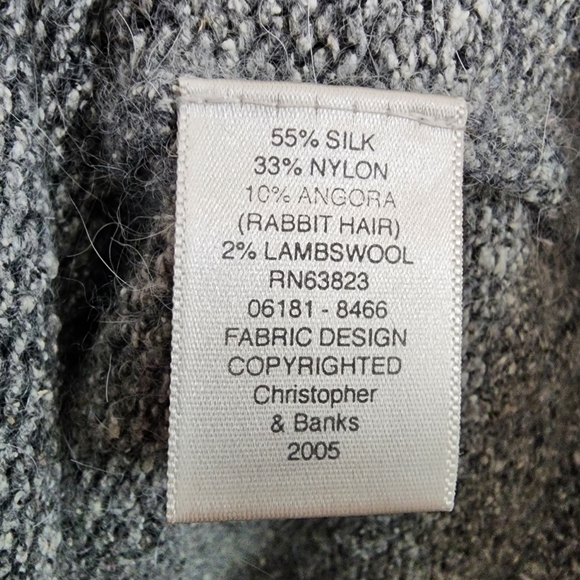 55% SILK
33% NYLON
10% ANGORA
(RABBIT HAIR)
2% LAMBSWOOL
RN63823
06181 - 8466
FABRIC DESIGN
COPYRIGHTED
Christopher
& Banks
2005